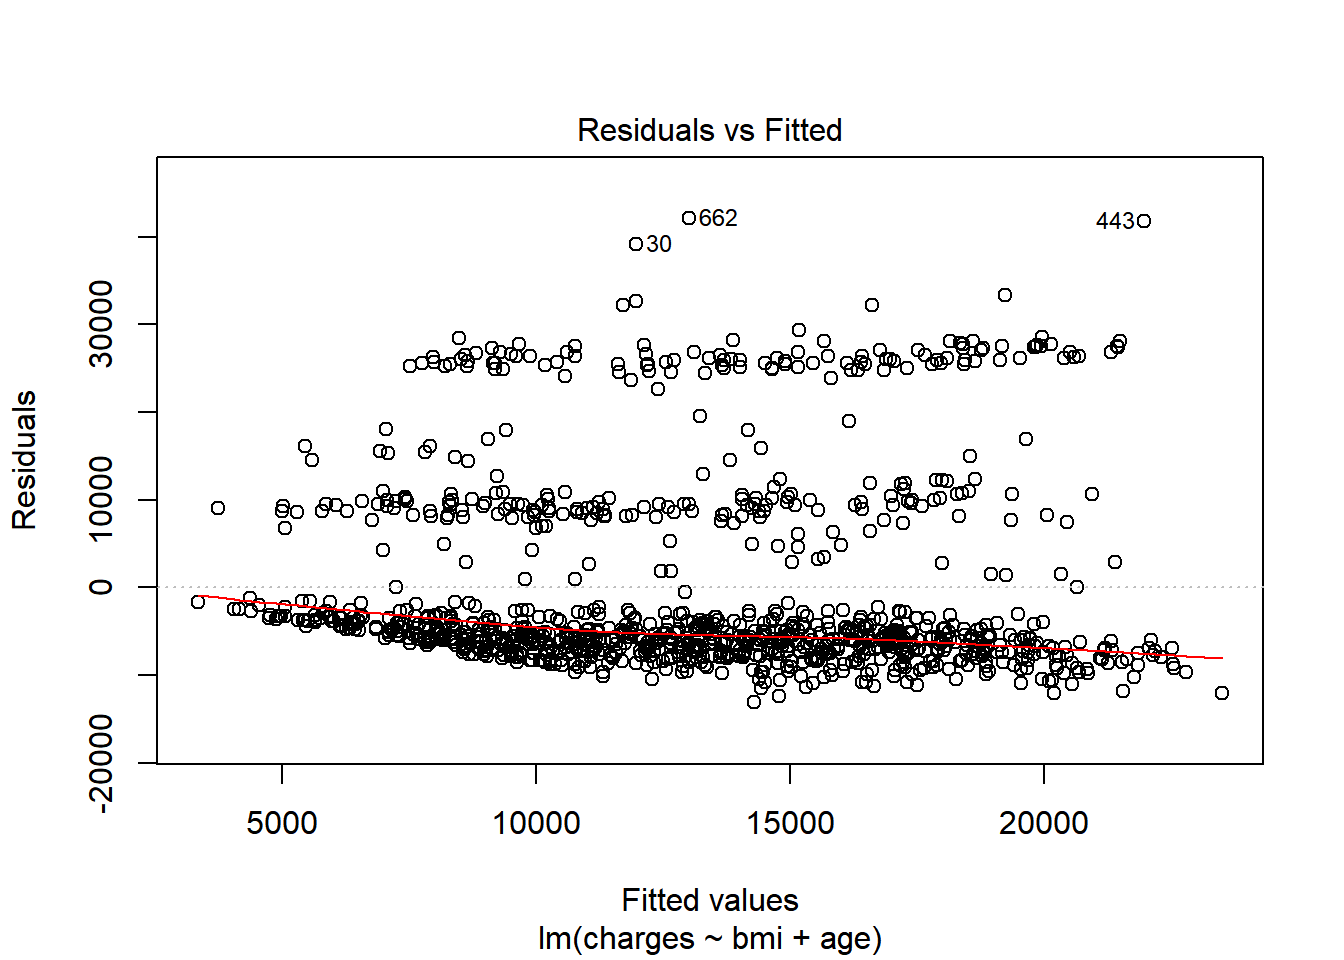 Residuals vs Fitted
662
443
30
Residuals
30000
10000
0
-20000
5000 10000 15000 20000
Fitted values
lm(charges ~ bmi + age)